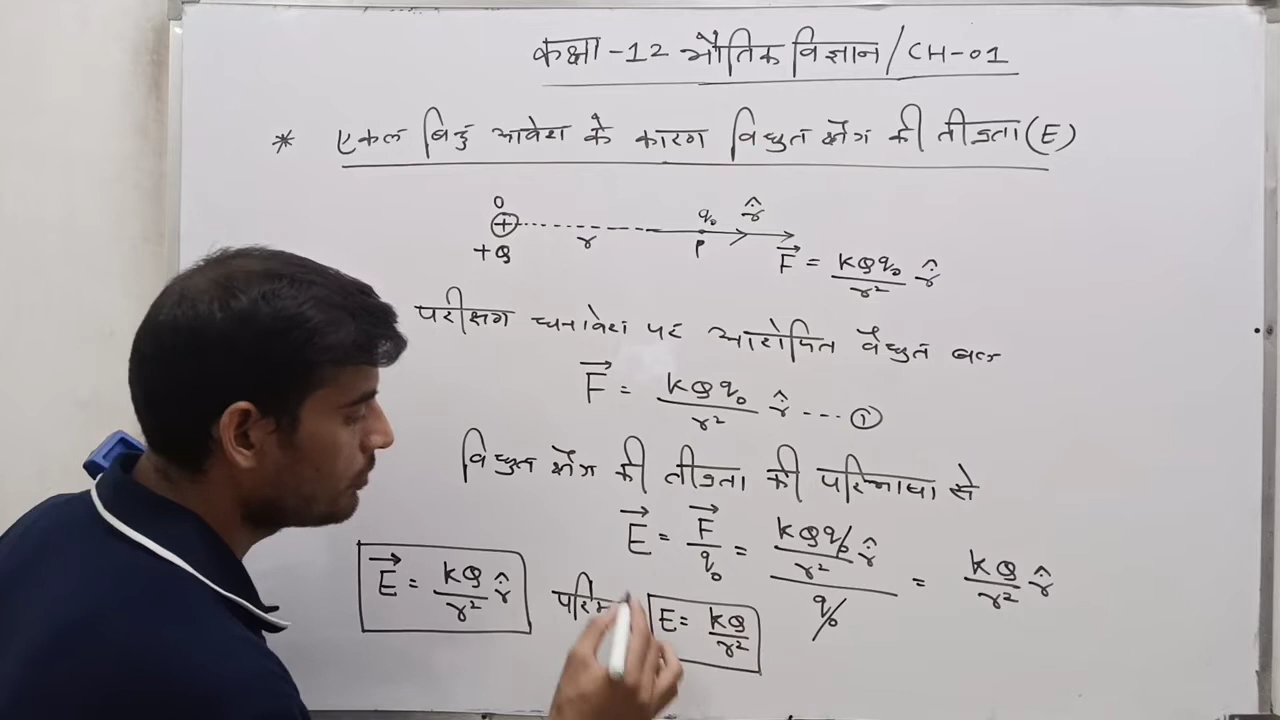 कक्षा -12 भौतिक विज्ञान / CH-01
* एकल बिंदु आवेश के कारण विद्युत क्षेत्र की तीव्रता (E)
O q₀ r̂
+ r P
+Q F⃗ = kQq₀/r² r̂
परीक्षण धनावेश पर आरोपित वैद्युत बल
F⃗ = kQq₀/r² r̂ ---- ①
विद्युत क्षेत्र की तीव्रता की परिभाषा से
E⃗ = F⃗/q₀ = (kQq₀/r² r̂)/q₀ = kQ/r² r̂
E⃗ = kQ/r² r̂ E = kQ/r²